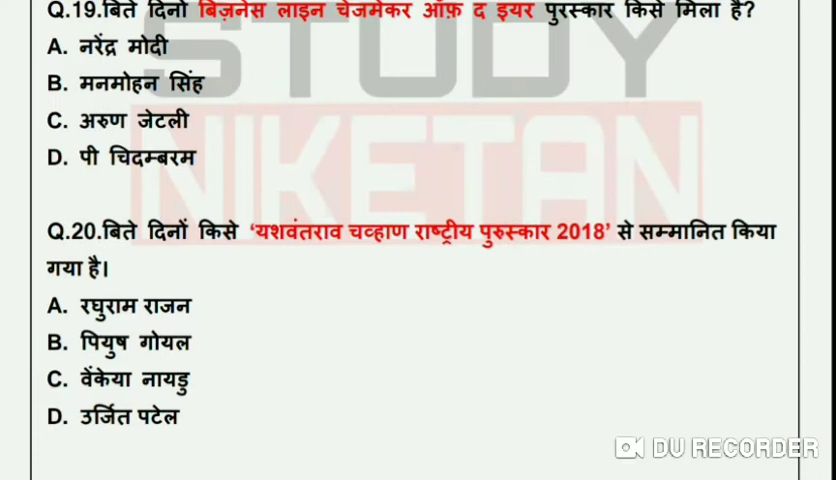 Q.19.बिते दिनो बिज़नेस लाइन चेंजमेकर ऑफ़ द इयर पुरस्कार किसे मिला है?
A. नरेंद्र मोदी
B. मनमोहन सिंह
C. अरुण जेटली
D. पी चिदम्बरम
Q.20.बिते दिनों किसे ‘यशवंतराव चव्हाण राष्ट्रीय पुरुस्कार 2018’ से सम्मानित किया
गया है।
A. रघुराम राजन
B. पियुष गोयल
C. वेंकेया नायडु
D. उर्जित पटेल
STUDY
NIKETAN
DU RECORDER